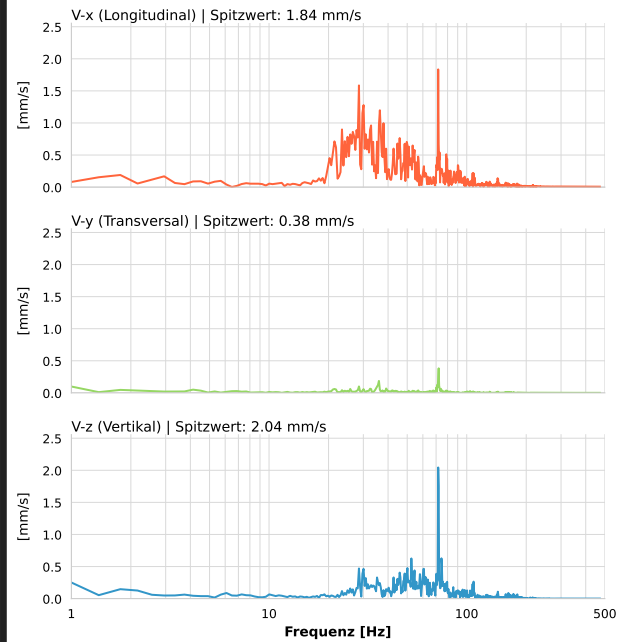 V-x (Longitudinal) | Spitzwert: 1.84 mm/s
2.5
2.0
1.5
1.0
0.5
0.0
[mm/s]
V-y (Transversal) | Spitzwert: 0.38 mm/s
2.5
2.0
1.5
1.0
0.5
0.0
[mm/s]
V-z (Vertikal) | Spitzwert: 2.04 mm/s
2.5
2.0
1.5
1.0
0.5
0.0
[mm/s]
1 10 100 500
Frequenz [Hz]